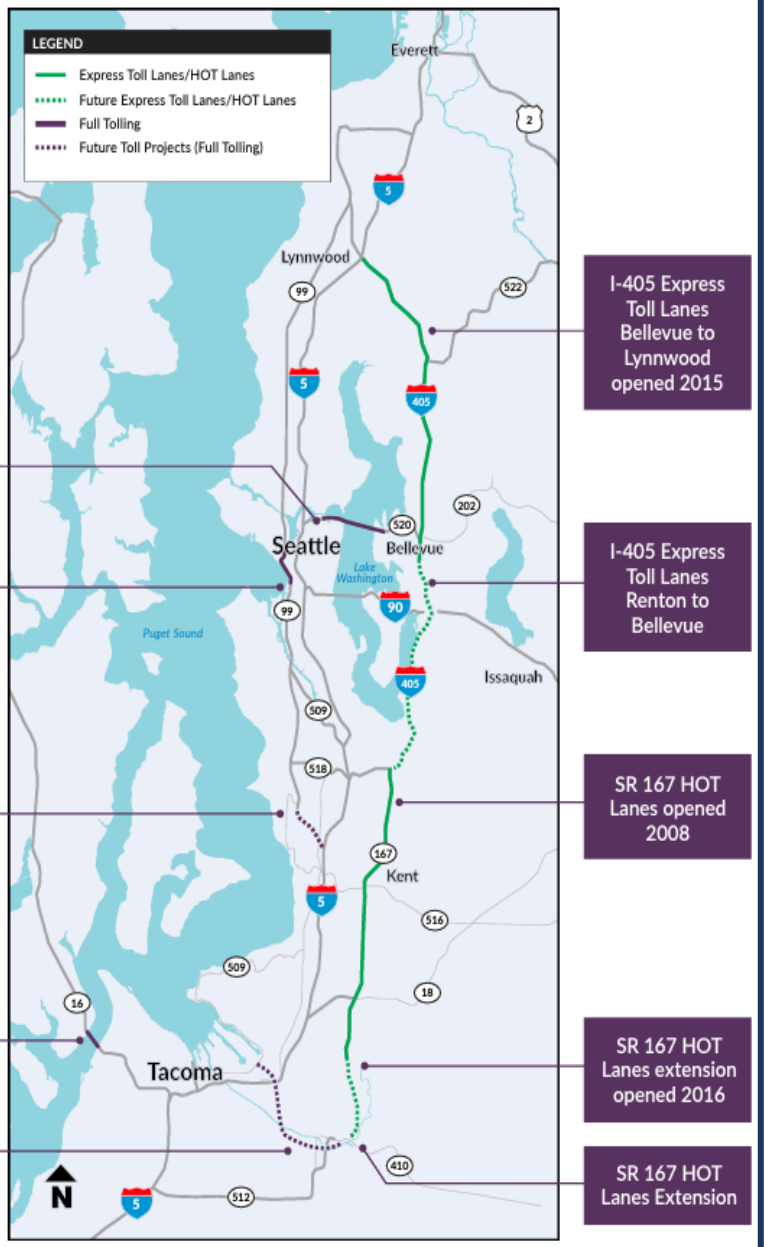 LEGEND
Express Toll Lanes/HOT Lanes
Future Express Toll Lanes/HOT Lanes
Full Tolling
Future Toll Projects (Full Tolling)
Everett
2
5
Lynnwood
99
522
5
405
202
520
Seattle
Bellevue
Lake
Washington
90
99
Puget Sound
Issaquah
405
509
518
167
Kent
5
516
509
18
16
Tacoma
410
N
5
512
I-405 Express
Toll Lanes
Bellevue to
Lynnwood
opened 2015
I-405 Express
Toll Lanes
Renton to
Bellevue
SR 167 HOT
Lanes opened
2008
SR 167 HOT
Lanes extension
opened 2016
SR 167 HOT
Lanes Extension